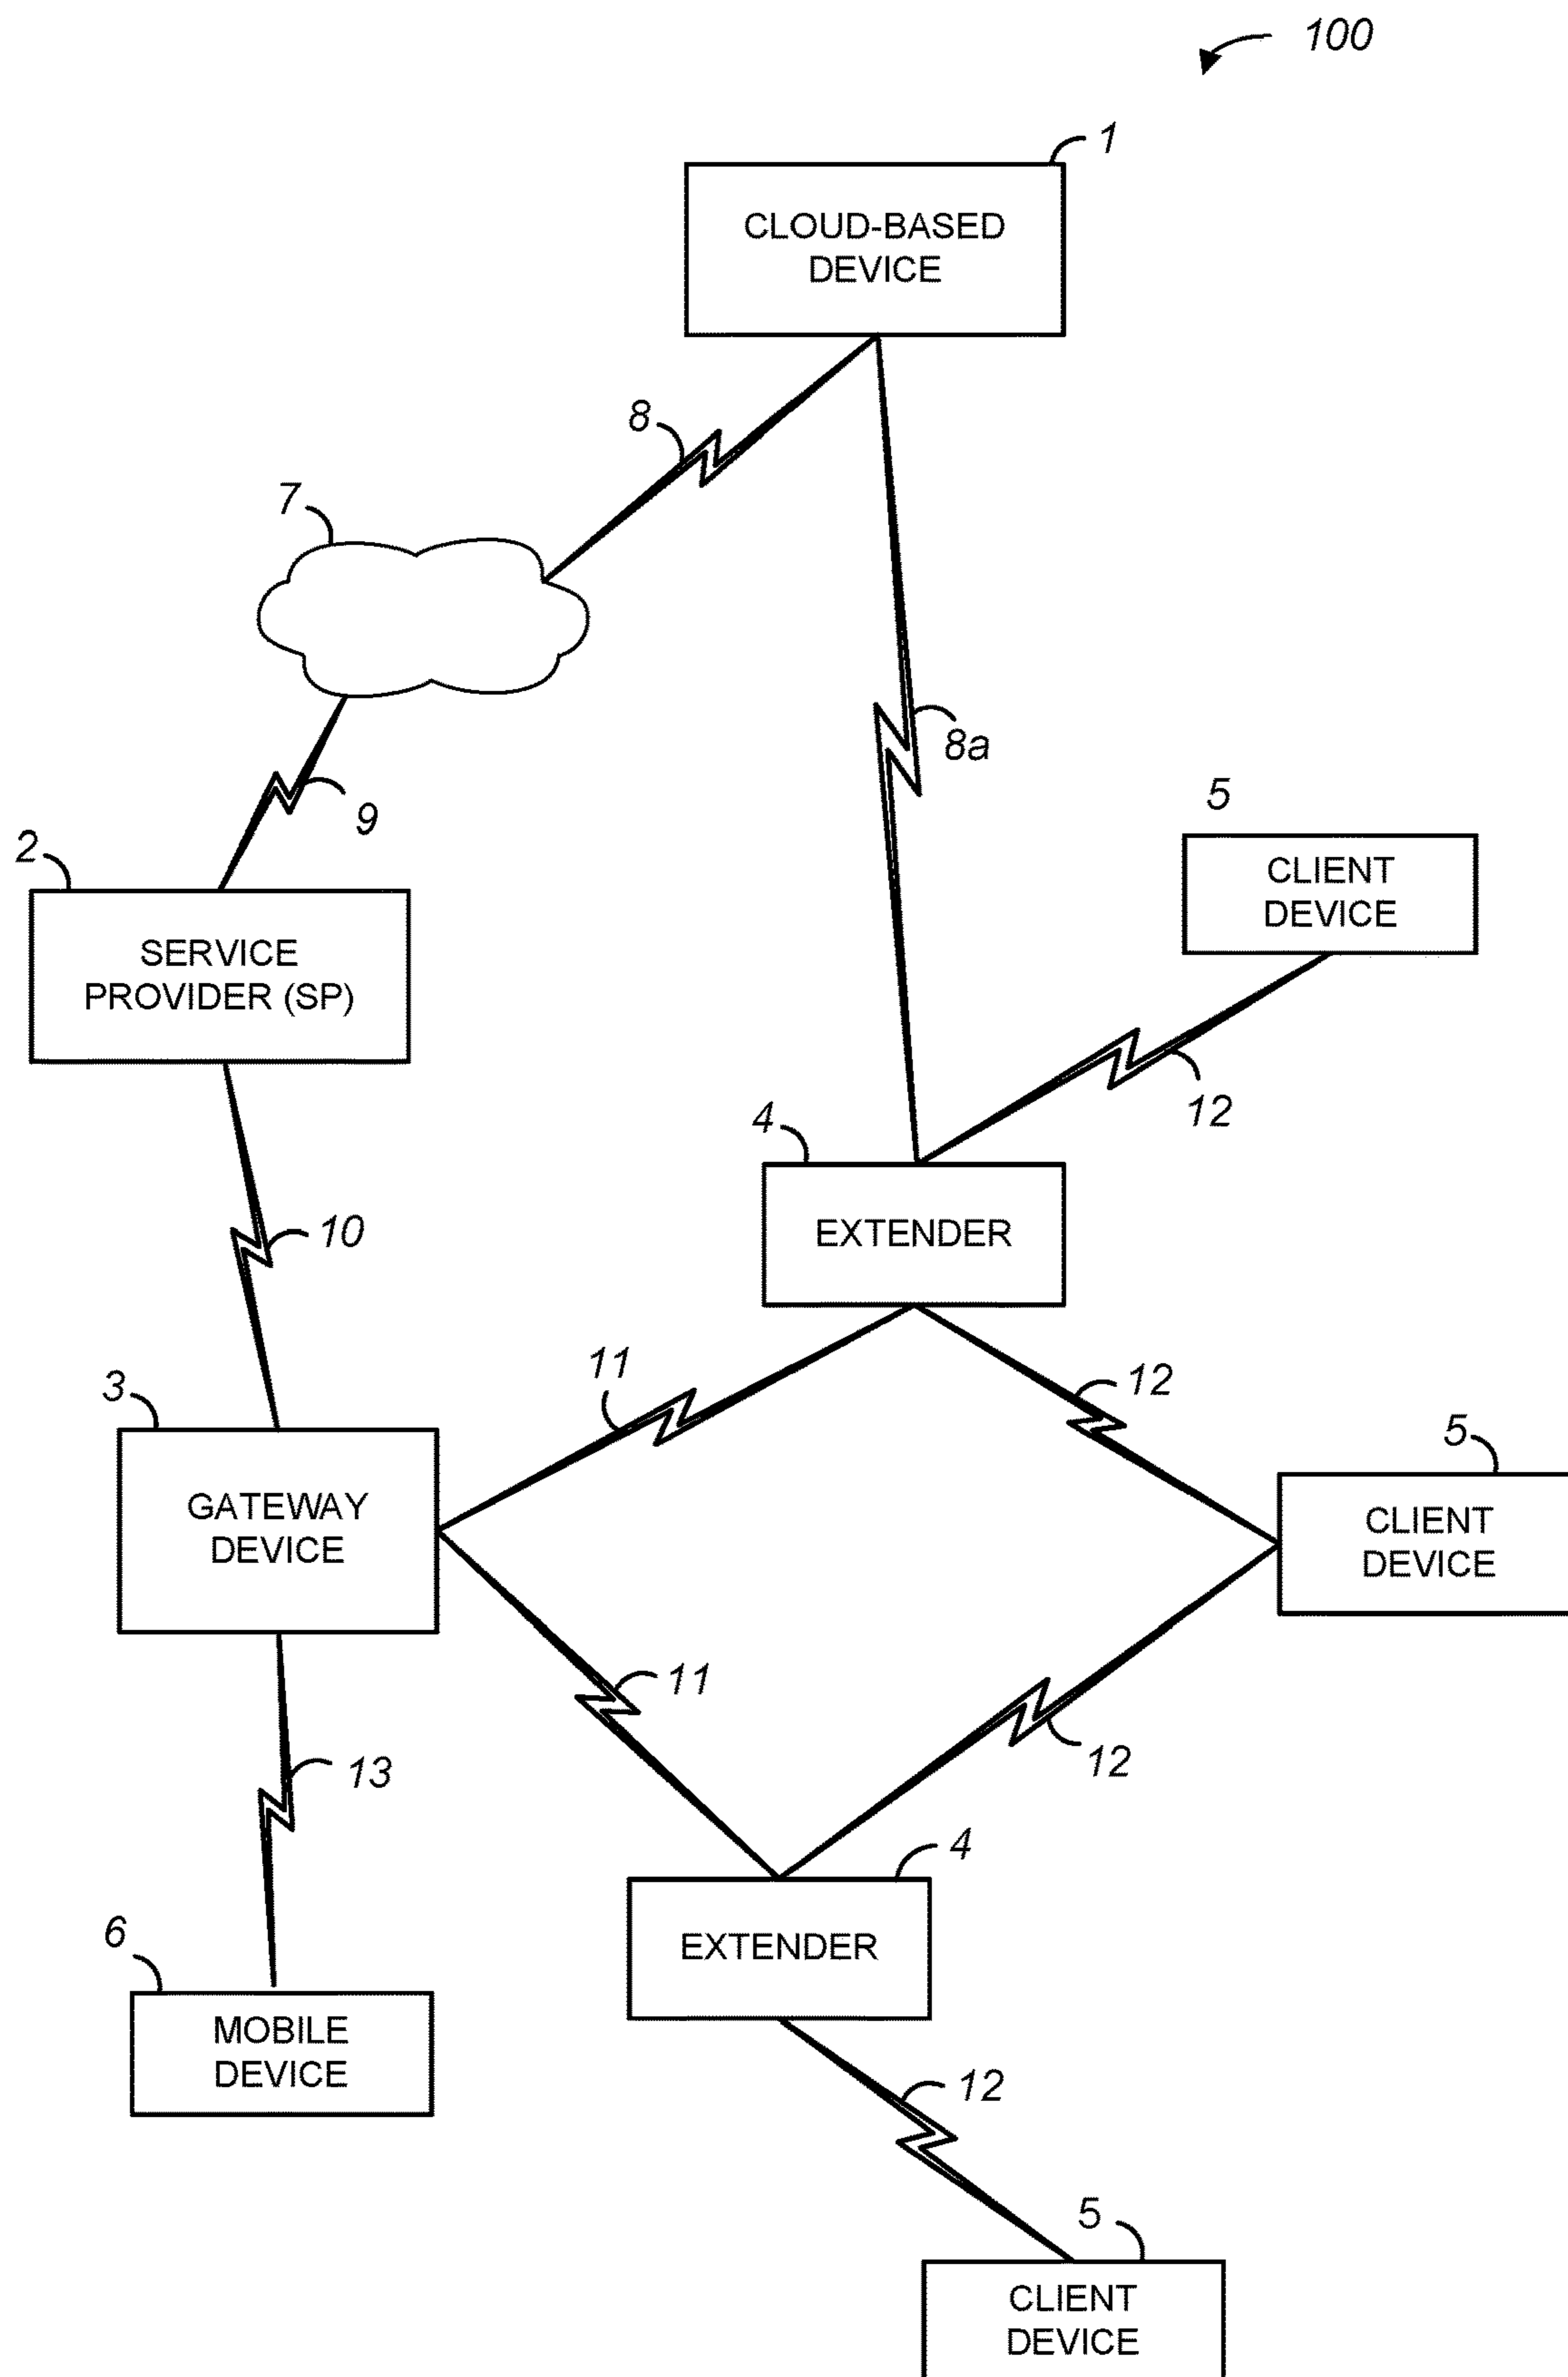 100
1
CLOUD-BASED
DEVICE
8
7
8a
5
9
2
CLIENT
DEVICE
SERVICE
PROVIDER (SP)
12
4
10
EXTENDER
11
12
3
5
GATEWAY
DEVICE
CLIENT
DEVICE
11
12
13
4
6
EXTENDER
MOBILE
DEVICE
12
5
CLIENT
DEVICE